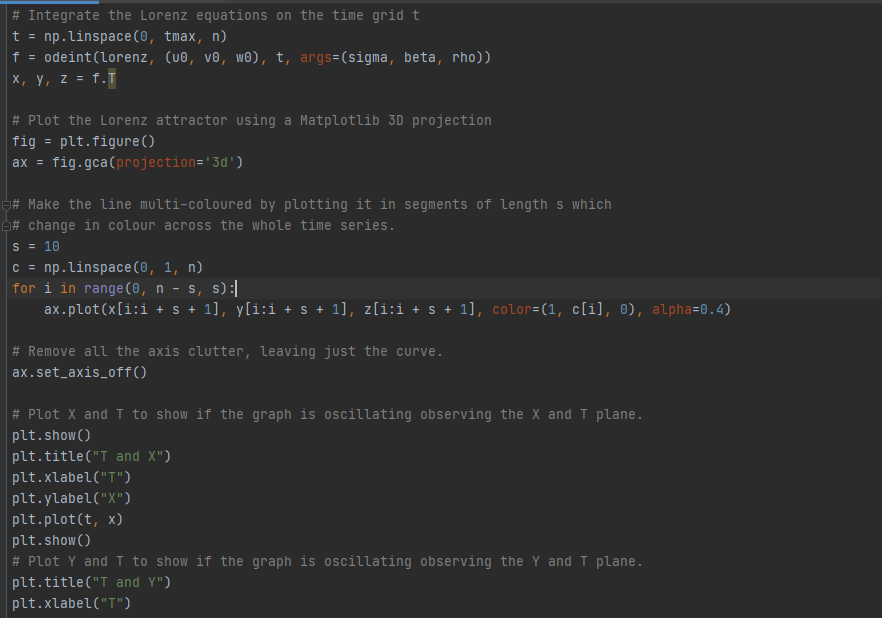 # Integrate the Lorenz equations on the time grid t
t = np.linspace(0, tmax, n)
f = odeint(lorenz, (u0, v0, w0), t, args=(sigma, beta, rho))
x, y, z = f.T
# Plot the Lorenz attractor using a Matplotlib 3D projection
fig = plt.figure()
ax = fig.gca(projection='3d')
# Make the line multi-coloured by plotting it in segments of length s which
# change in colour across the whole time series.
s = 10
c = np.linspace(0, 1, n)
for i in range(0, n - s, s):
    ax.plot(x[i:i + s + 1], y[i:i + s + 1], z[i:i + s + 1], color=(1, c[i], 0), alpha=0.4)
# Remove all the axis clutter, leaving just the curve.
ax.set_axis_off()
# Plot X and T to show if the graph is oscillating observing the X and T plane.
plt.show()
plt.title("T and X")
plt.xlabel("T")
plt.ylabel("X")
plt.plot(t, x)
plt.show()
# Plot Y and T to show if the graph is oscillating observing the Y and T plane.
plt.title("T and Y")
plt.xlabel("T")